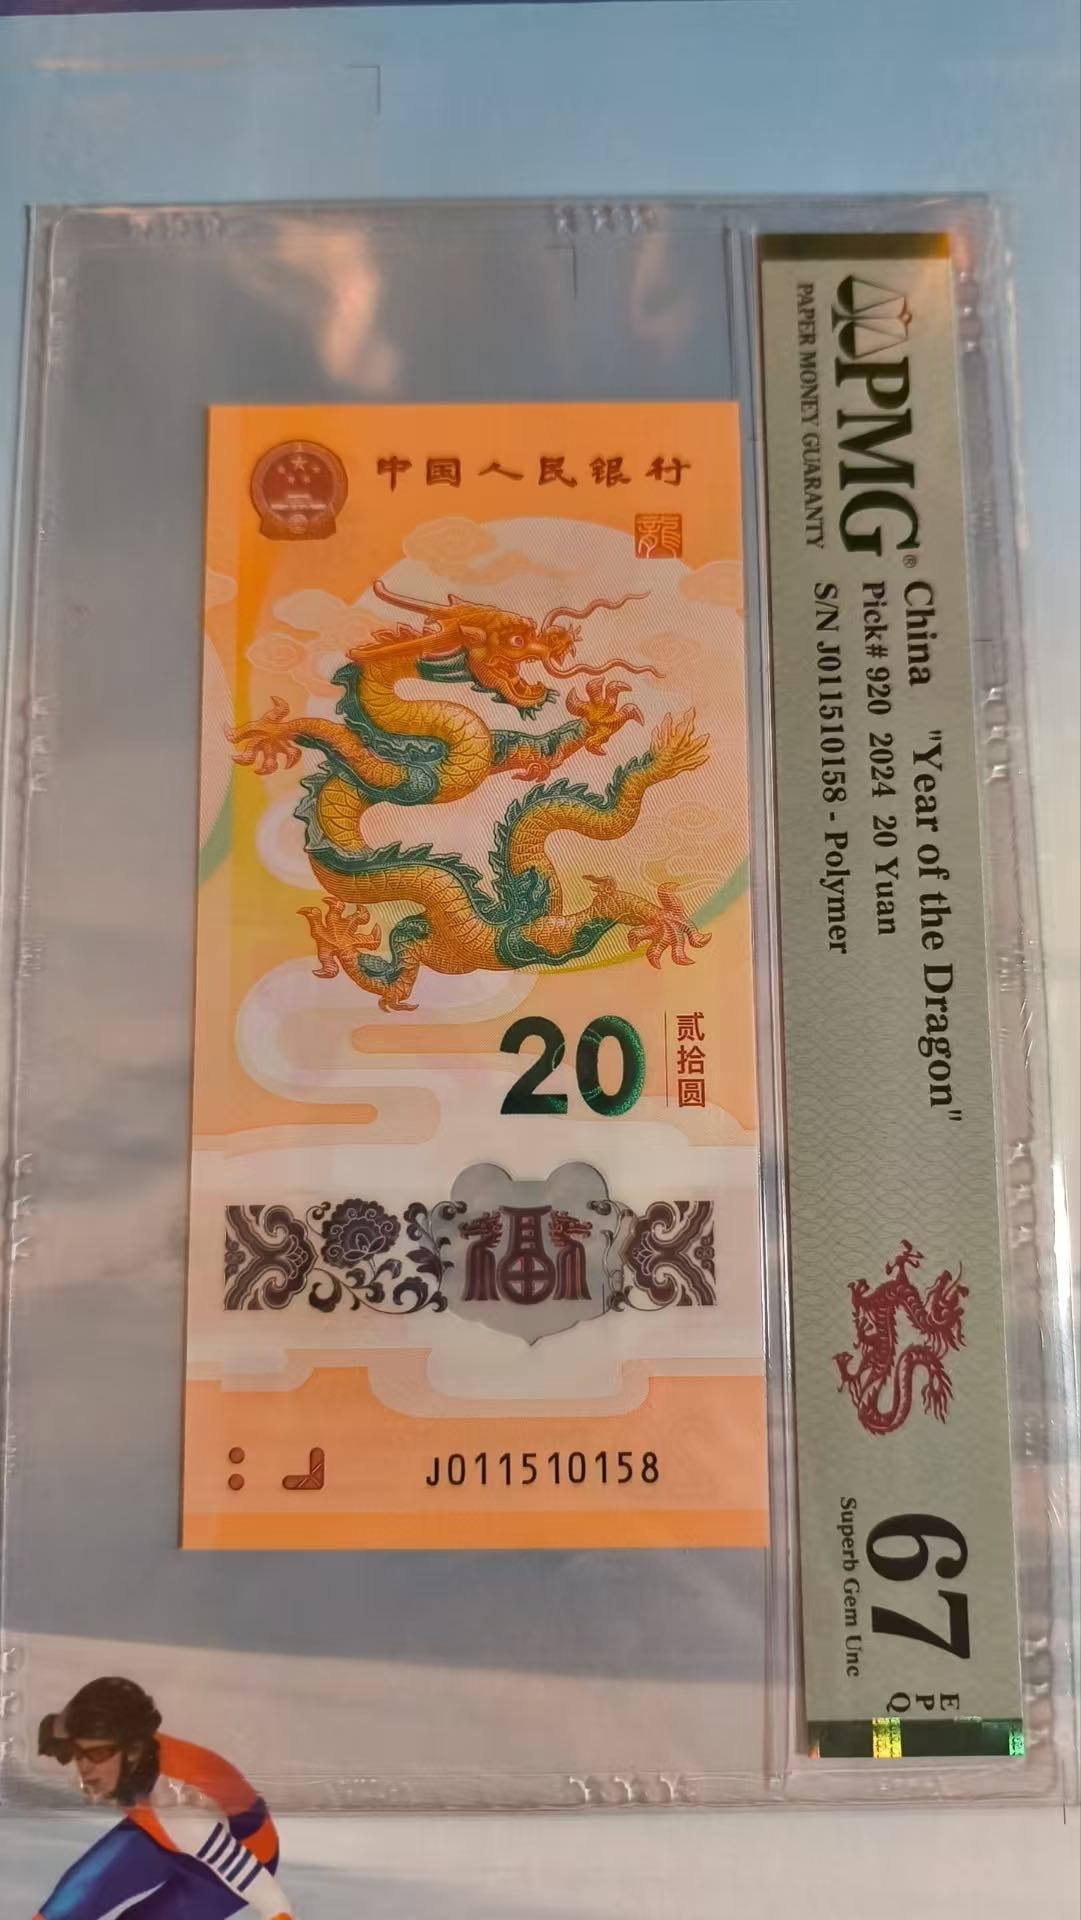 中国人民银行
龍
20
贰拾圆
福
J011510158
PMG®
PAPER MONEY GUARANTY
China "Year of the Dragon"
Pick# 920 2024 20 Yuan
S/N J011510158 - Polymer
67
EPQ
Superb Gem Unc